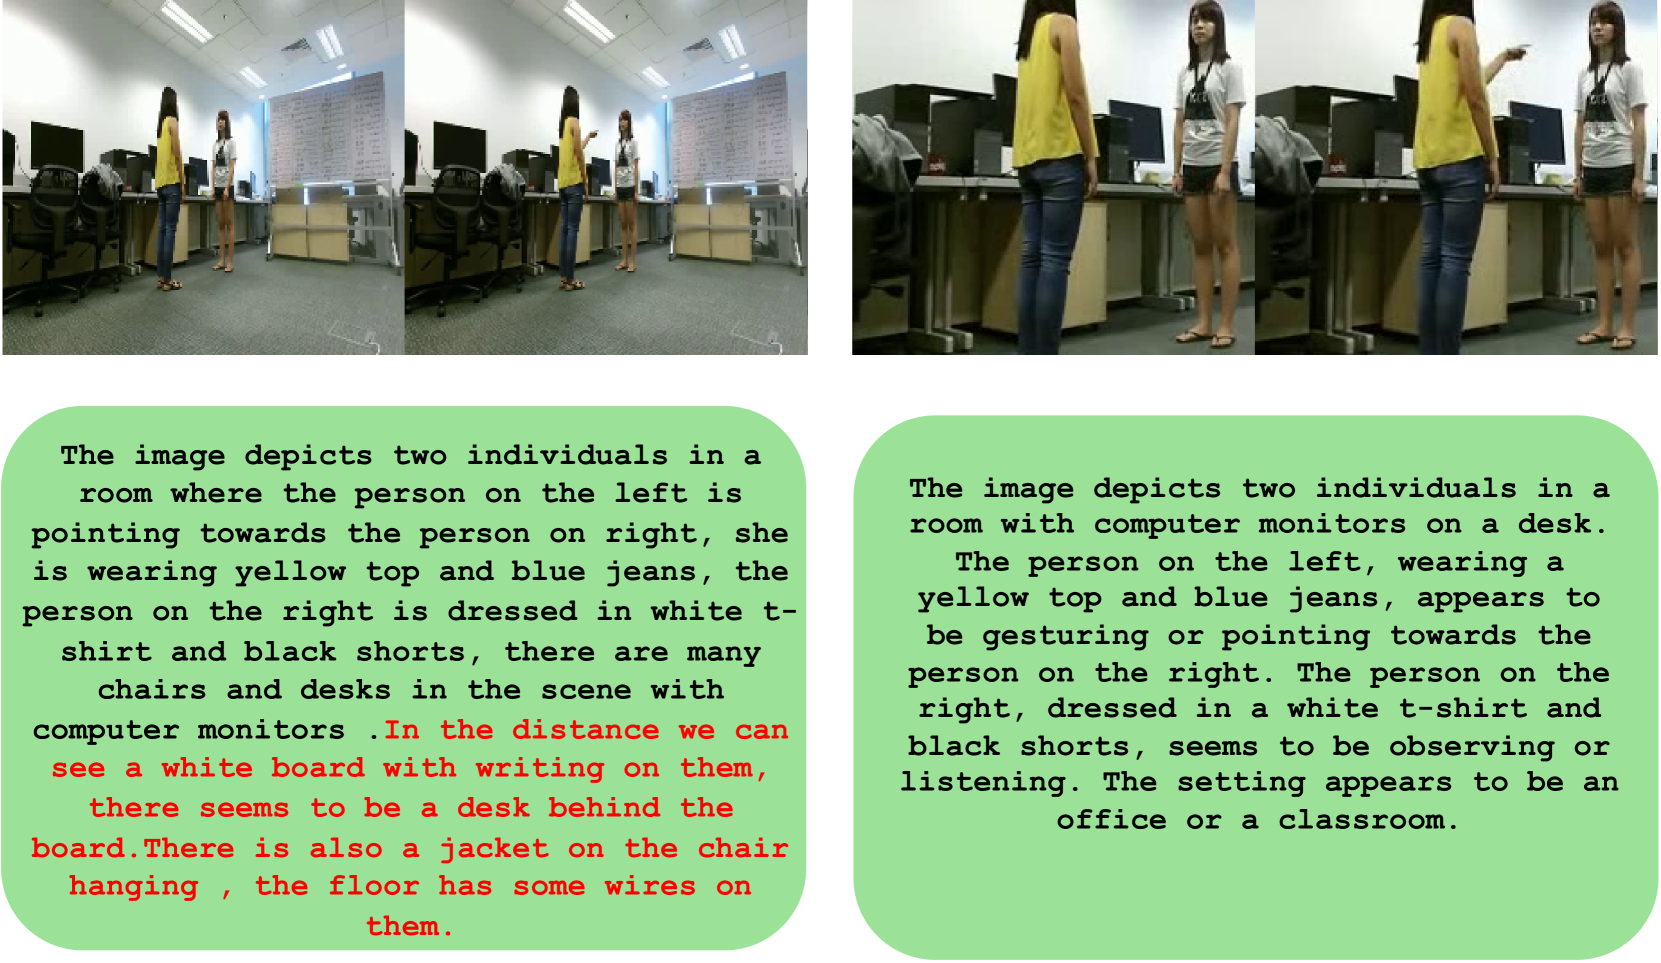 The image depicts two individuals in a
room where the person on the left is
pointing towards the person on right, she
is wearing yellow top and blue jeans, the
person on the right is dressed in white t-
shirt and black shorts, there are many
chairs and desks in the scene with
computer monitors .In the distance we can
see a white board with writing on them,
there seems to be a desk behind the
board.There is also a jacket on the chair
hanging , the floor has some wires on
them.
The image depicts two individuals in a
room with computer monitors on a desk.
The person on the left, wearing a
yellow top and blue jeans, appears to
be gesturing or pointing towards the
person on the right. The person on the
right, dressed in a white t-shirt and
black shorts, seems to be observing or
listening. The setting appears to be an
office or a classroom.